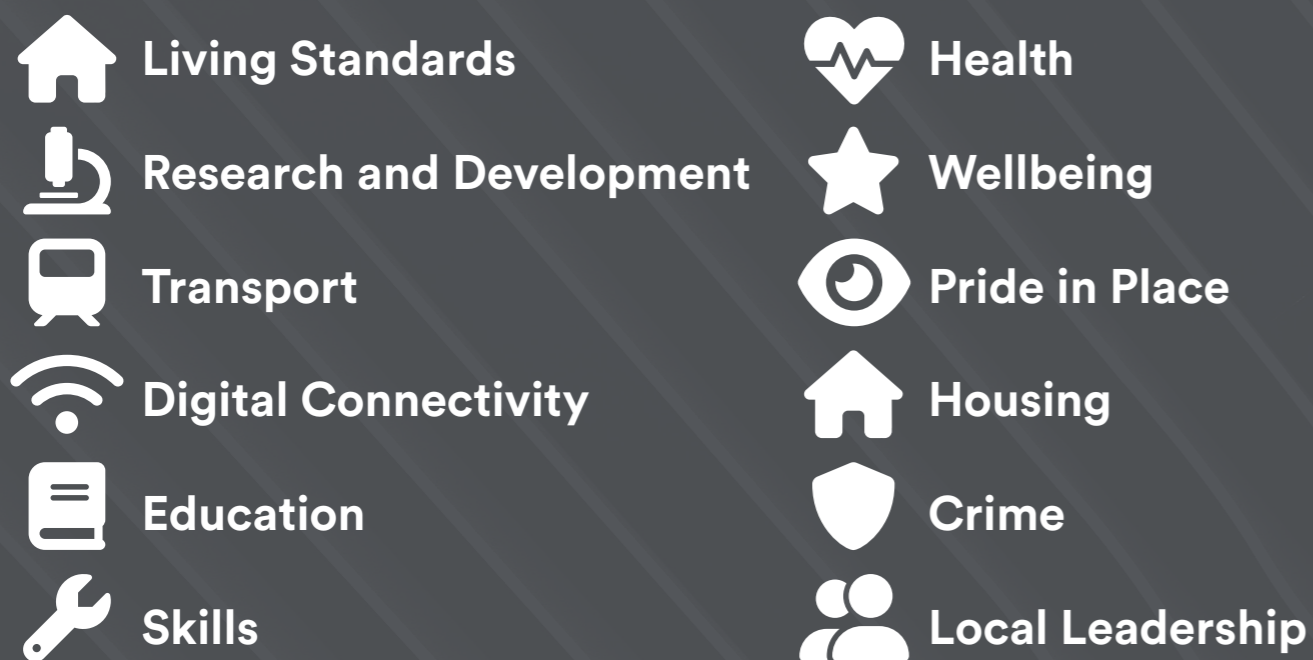 Living Standards
Research and Development
Transport
Digital Connectivity
Education
Skills
Health
Wellbeing
Pride in Place
Housing
Crime
Local Leadership